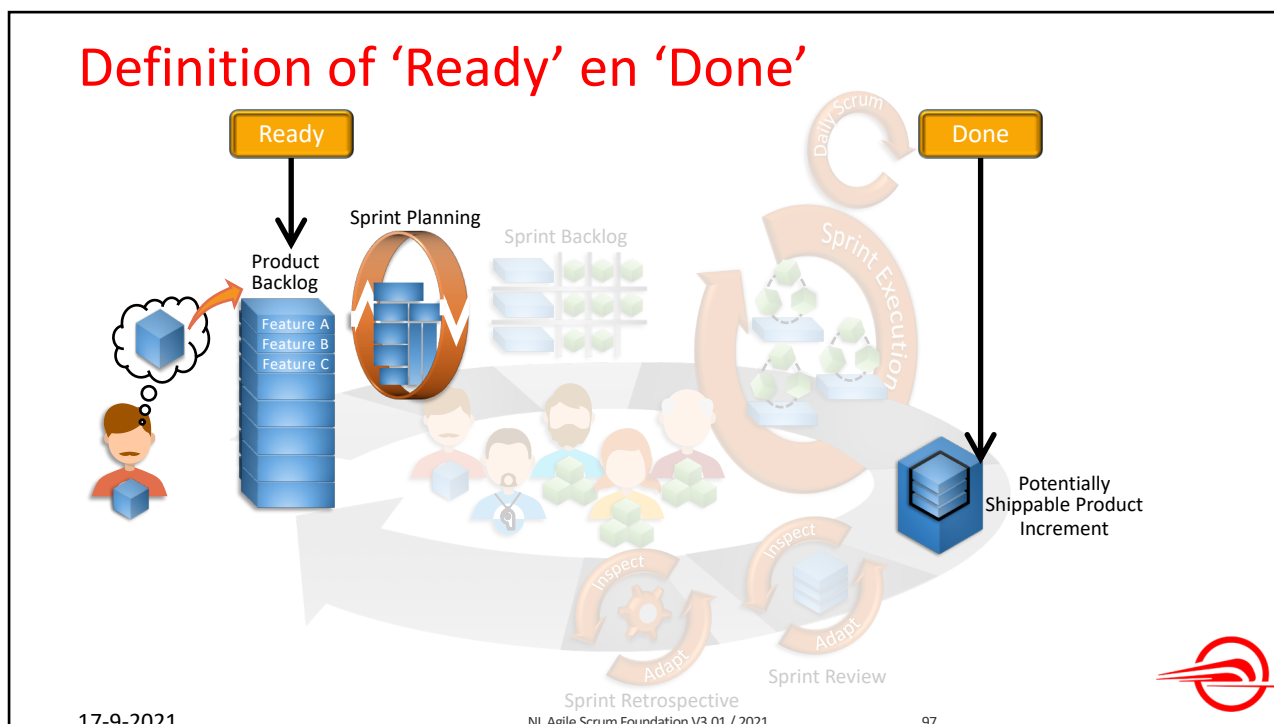 Definition of ‘Ready’ en ‘Done’
Ready
Done
Daily Scrum
Sprint Planning
Sprint Backlog
Sprint Execution
Product
Backlog
Feature A
Feature B
Feature C
Potentially
Shippable Product
Increment
Inspect
Adapt
Inspect
Adapt
Sprint Review
Sprint Retrospective
17-9-2021
NL Agile Scrum Foundation V3.01 / 2021
97